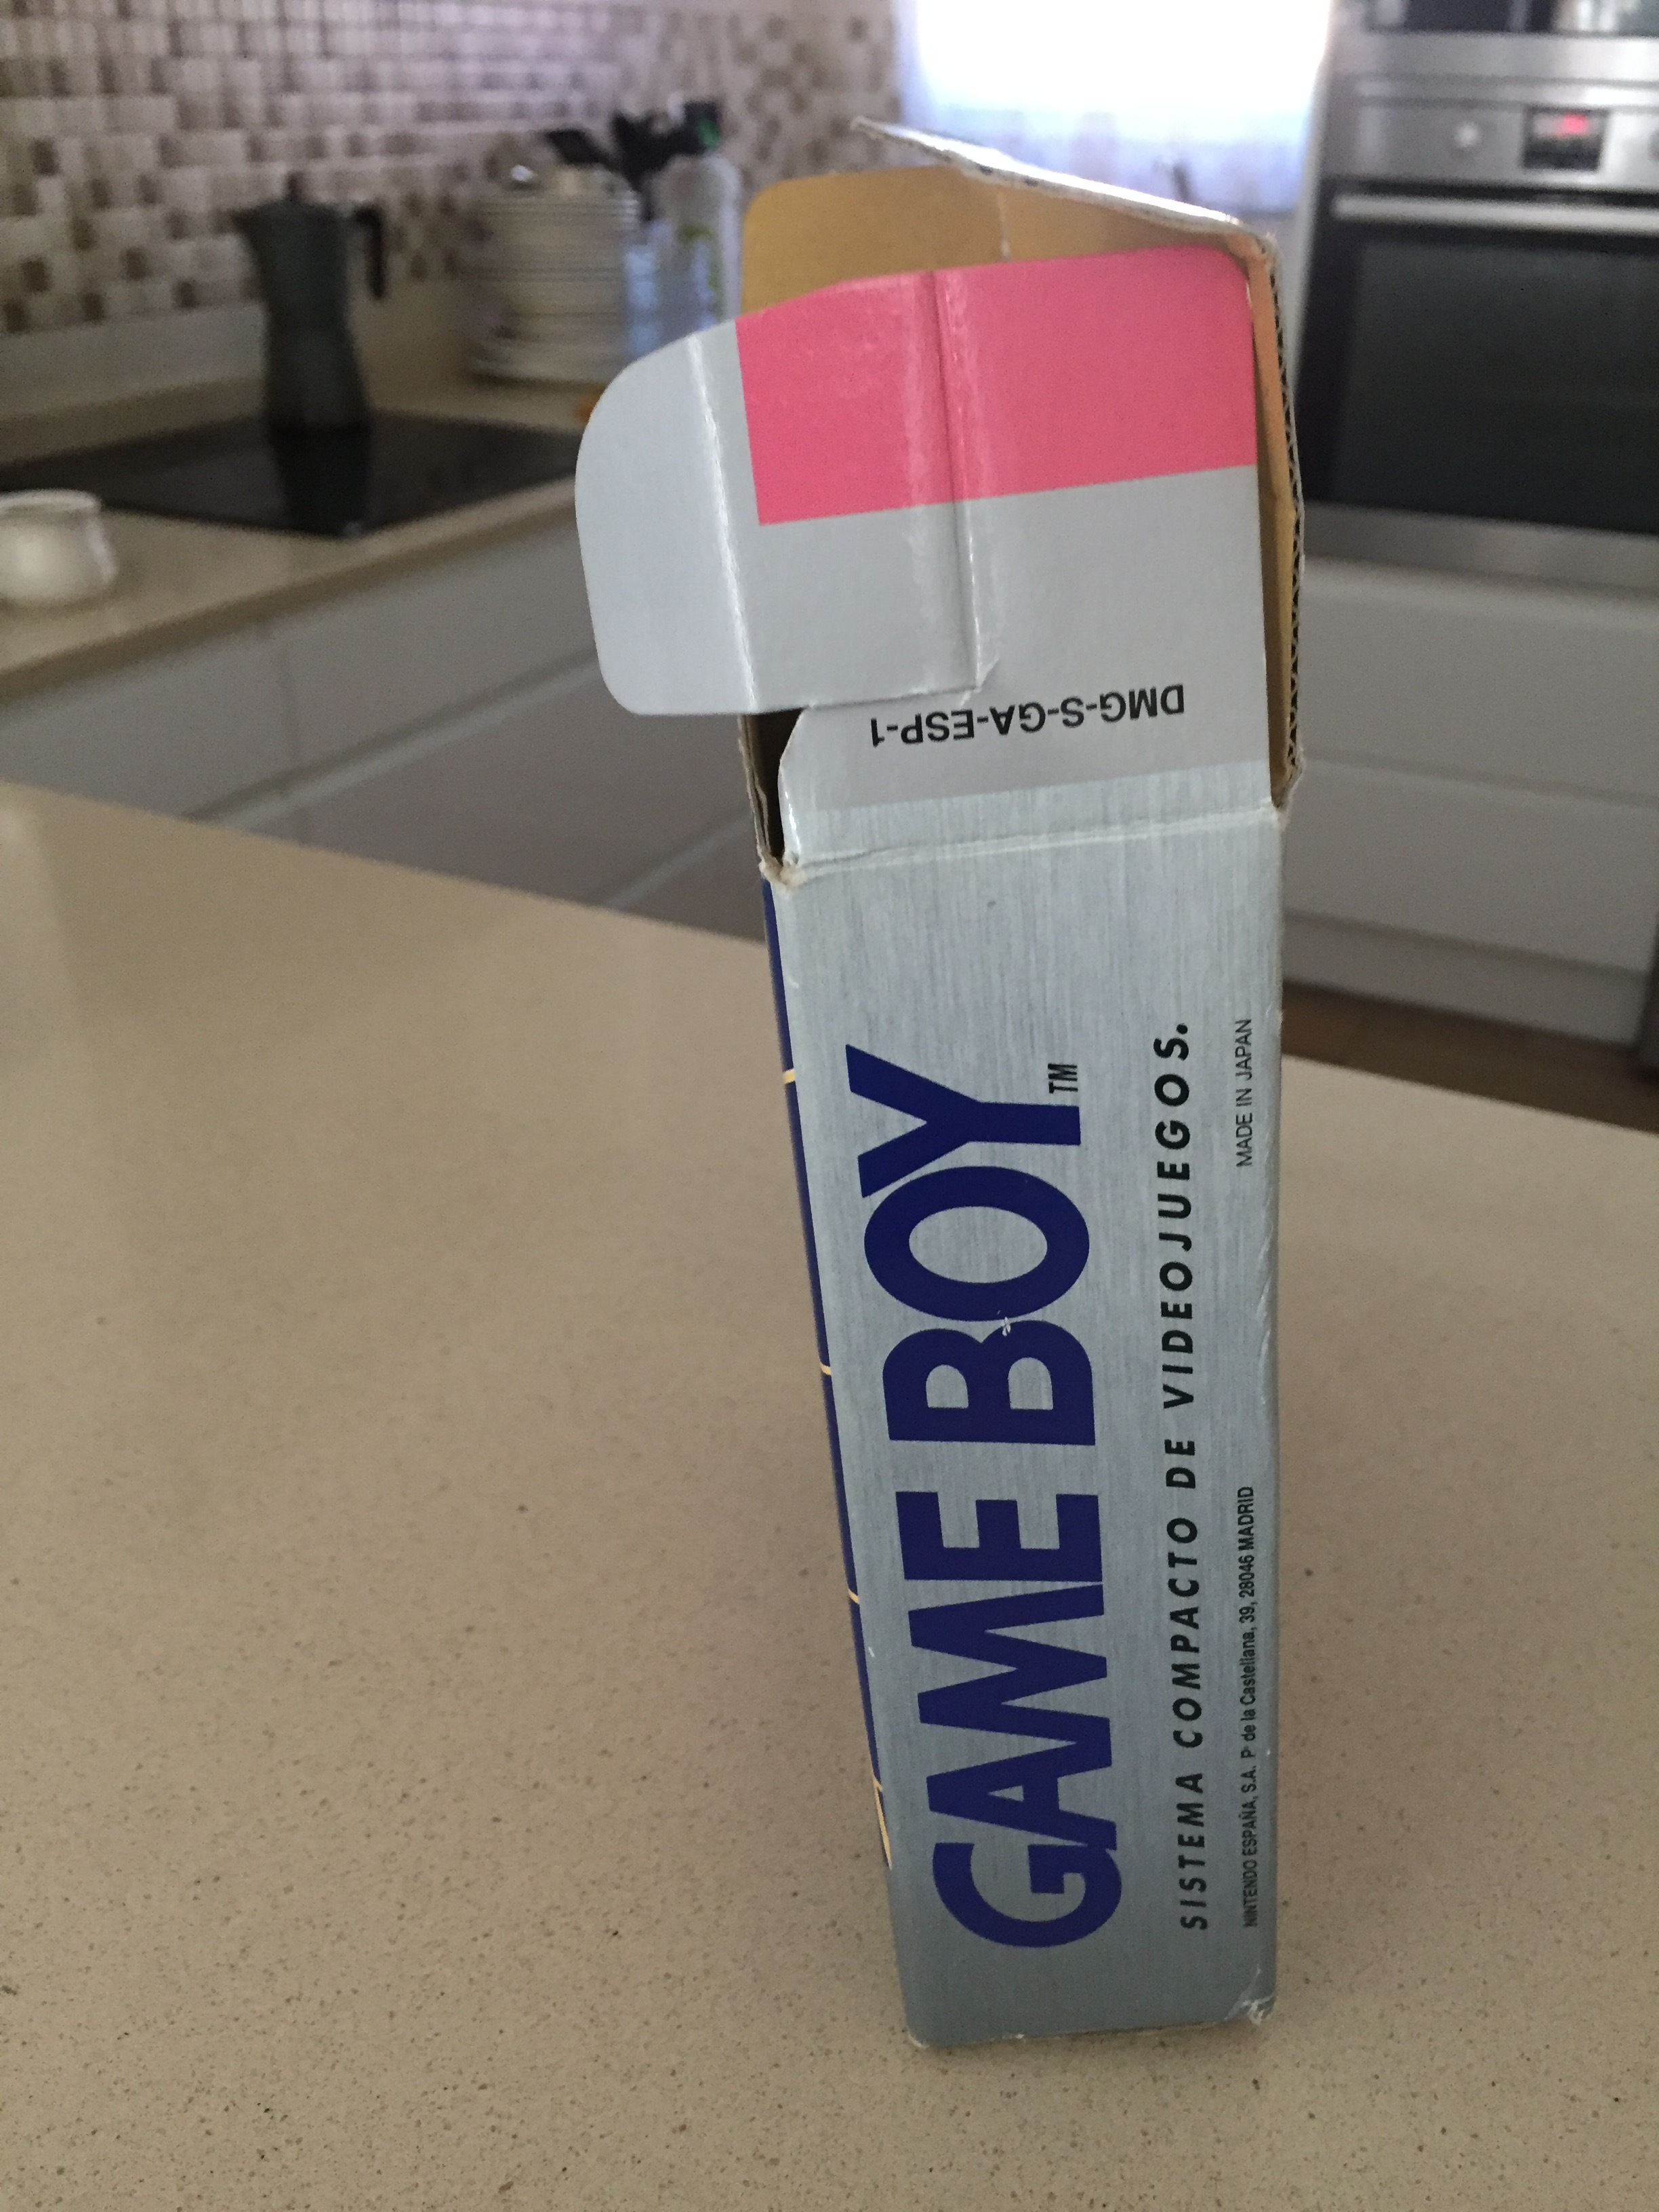 DMG-S-GA-ESP-1
GAME BOY™
SISTEMA COMPACTO DE VIDEOJUEGOS.
NINTENDO ESPAÑA, S.A. Pº de la Castellana, 39, 28046 MADRID
MADE IN JAPAN